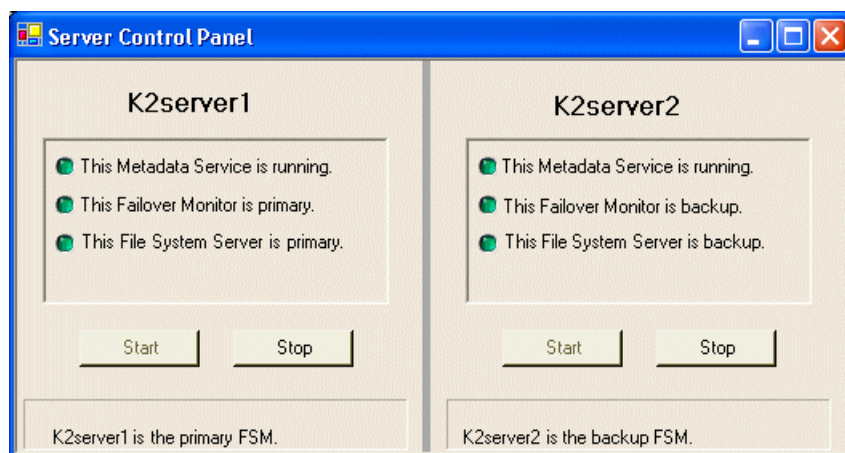 Server Control Panel
K2server1
This Metadata Service is running.
This Failover Monitor is primary.
This File System Server is primary.
Start
Stop
K2server1 is the primary FSM.
K2server2
This Metadata Service is running.
This Failover Monitor is backup.
This File System Server is backup.
Start
Stop
K2server2 is the backup FSM.